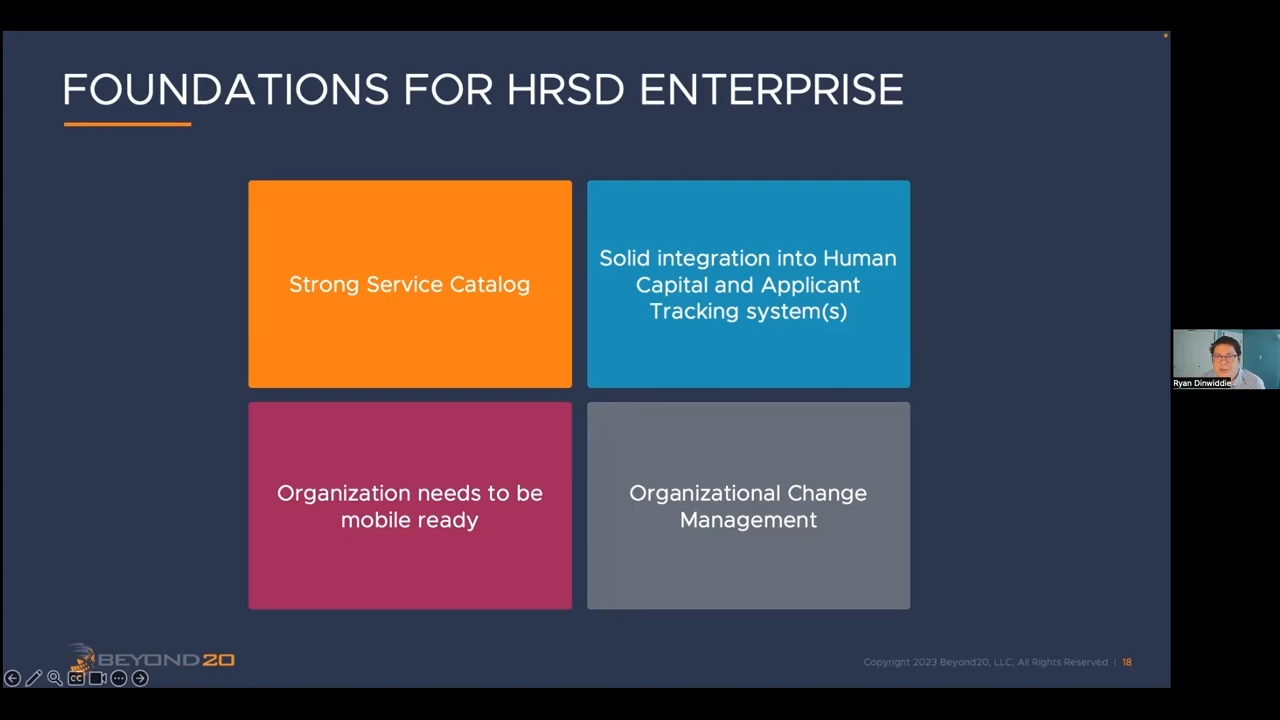 FOUNDATIONS FOR HRSD ENTERPRISE
Strong Service Catalog
Solid integration into Human
Capital and Applicant
Tracking system(s)
Organization needs to be
mobile ready
Organizational Change
Management
Ryan Dinwiddie
BEYOND20
CC
Copyright 2023 Beyond20, LLC, All Rights Reserved | 18